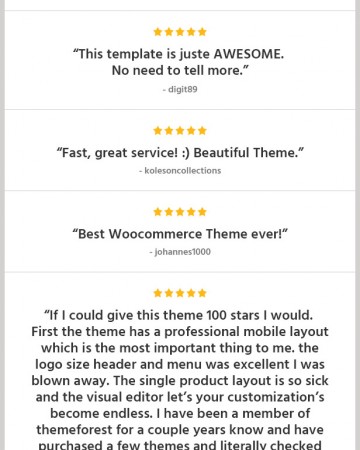 “This template is juste AWESOME.
No need to tell more.”
- digit89
“Fast, great service! :) Beautiful Theme.”
- kolesoncollections
“Best Woocommerce Theme ever!”
- johannes1000
“If I could give this theme 100 stars I would.
First the theme has a professional mobile layout
which is the most important thing to me. the
logo size header and menu was excellent I was
blown away. The single product layout is so sick
and the visual editor let’s your customization’s
become endless. I have been a member of
themeforest for a couple years know and have
purchased a few themes and literally checked